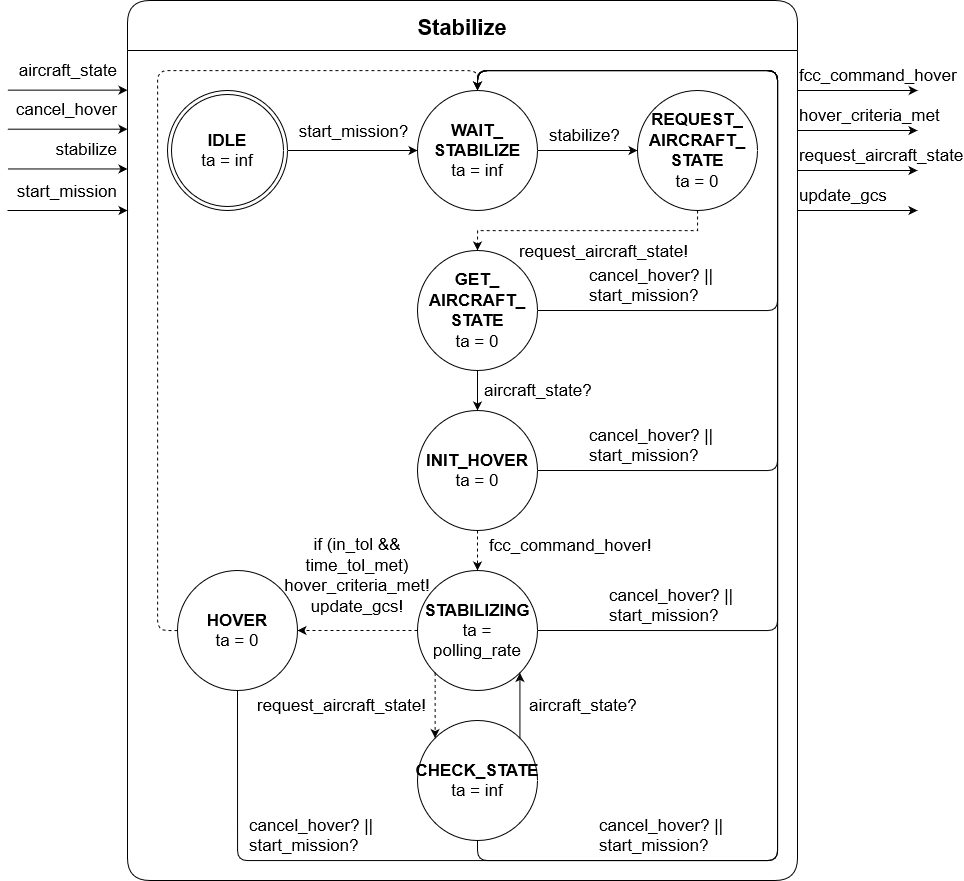 Stabilize
aircraft_state
cancel_hover
stabilize
start_mission
fcc_command_hover
hover_criteria_met
request_aircraft_state
update_gcs
IDLE
ta = inf
start_mission?
WAIT_
STABILIZE
ta = inf
stabilize?
REQUEST_
AIRCRAFT_
STATE
ta = 0
request_aircraft_state!
GET_
AIRCRAFT_
STATE
ta = 0
cancel_hover? ||
start_mission?
aircraft_state?
INIT_HOVER
ta = 0
cancel_hover? ||
start_mission?
fcc_command_hover!
if (in_tol &&
time_tol_met)
hover_criteria_met!
update_gcs!
HOVER
ta = 0
STABILIZING
ta =
polling_rate
cancel_hover? ||
start_mission?
request_aircraft_state!
aircraft_state?
CHECK_STATE
ta = inf
cancel_hover? ||
start_mission?
cancel_hover? ||
start_mission?